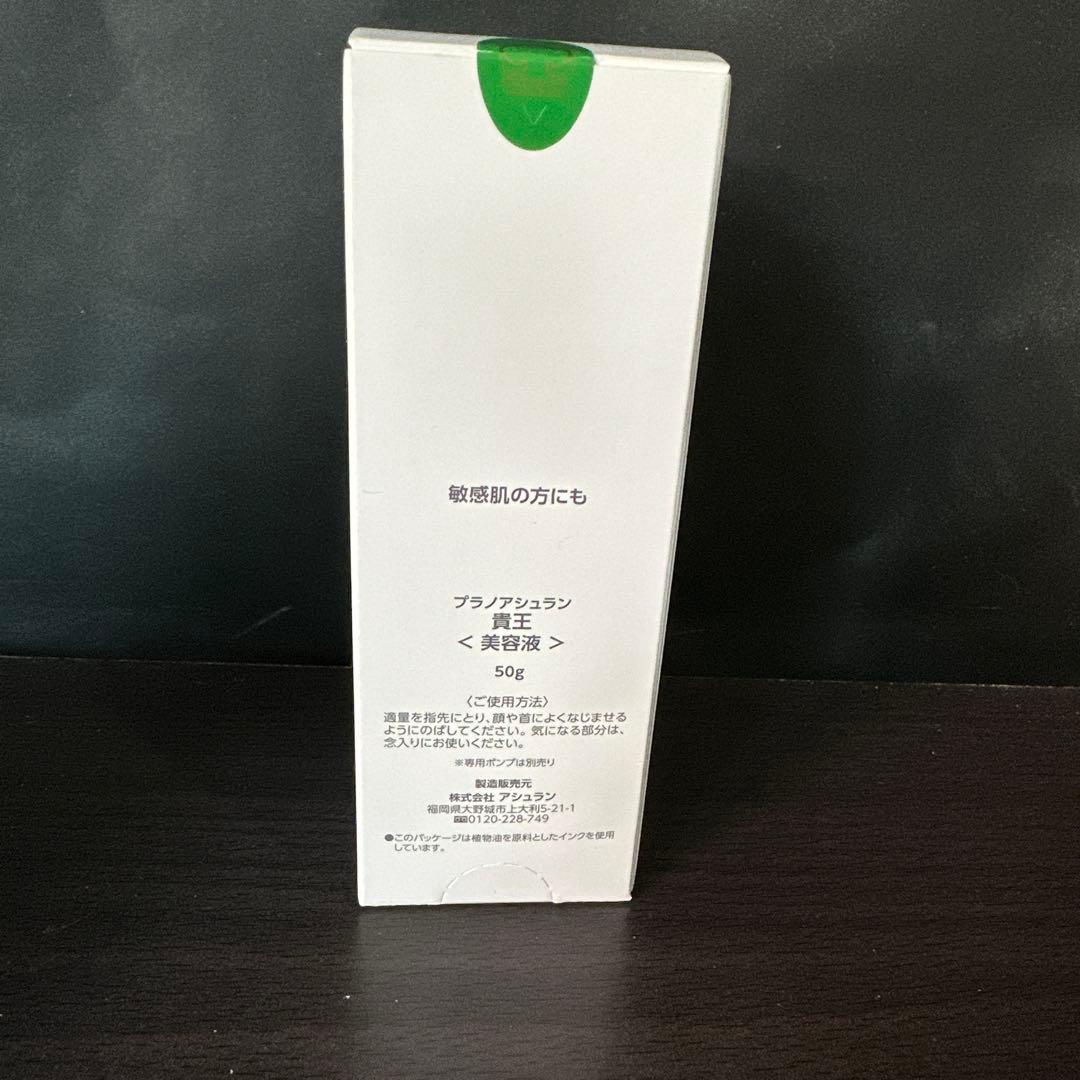 敏感肌の方にも
プラノアシュラン
貴王
＜ 美容液 ＞
50g
〈ご使用方法〉
適量を指先にとり、顔や首によくなじませる
ようにのばしてください。気になる部分は、
念入りにお使いください。
※専用ポンプは別売り
製造販売元
株式会社 アシュラン
福岡県大野城市上大利5-21-1
0120-228-749
●このパッケージは植物油を原料としたインクを使用
しています。